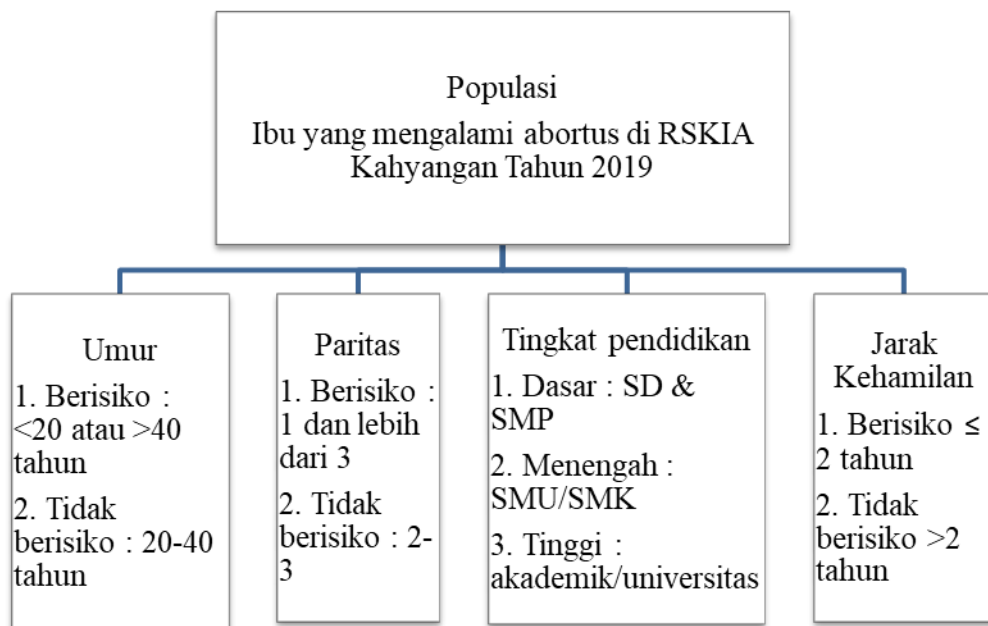 Populasi
Ibu yang mengalami abortus di RSKIA
Kahyangan Tahun 2019
Umur
1. Berisiko :
<20 atau >40
tahun
2. Tidak
berisiko : 20-40
tahun
Paritas
1. Berisiko :
1 dan lebih
dari 3
2. Tidak
berisiko : 2-
3
Tingkat pendidikan
1. Dasar : SD &
SMP
2. Menengah :
SMU/SMK
3. Tinggi :
akademik/universitas
Jarak
Kehamilan
1. Berisiko ≤
2 tahun
2. Tidak
berisiko >2
tahun